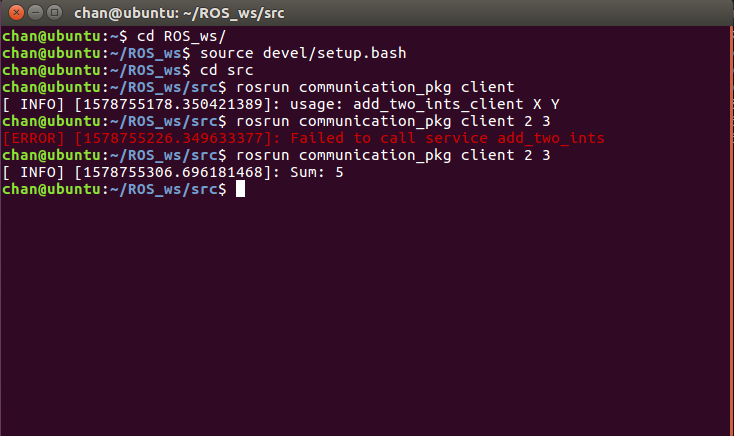 chan@ubuntu: ~/ROS_ws/src
chan@ubuntu:~$ cd ROS_ws/
chan@ubuntu:~/ROS_ws$ source devel/setup.bash
chan@ubuntu:~/ROS_ws$ cd src
chan@ubuntu:~/ROS_ws/src$ rosrun communication_pkg client
[ INFO] [1578755178.350421389]: usage: add_two_ints_client X Y
chan@ubuntu:~/ROS_ws/src$ rosrun communication_pkg client 2 3
[ERROR] [1578755226.349633377]: Failed to call service add_two_ints
chan@ubuntu:~/ROS_ws/src$ rosrun communication_pkg client 2 3
[ INFO] [1578755306.696181468]: Sum: 5
chan@ubuntu:~/ROS_ws/src$